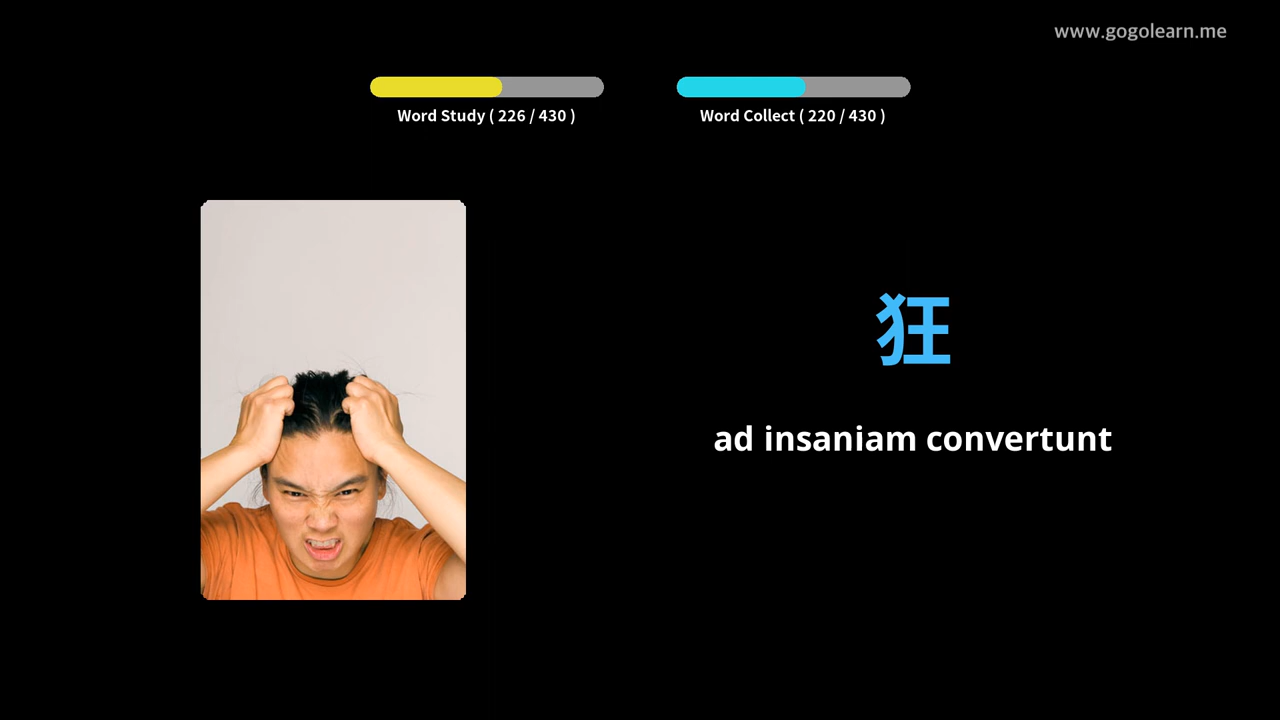 www.gogolearn.me
Word Study ( 226 / 430 )
Word Collect ( 220 / 430 )
狂
ad insaniam convertunt